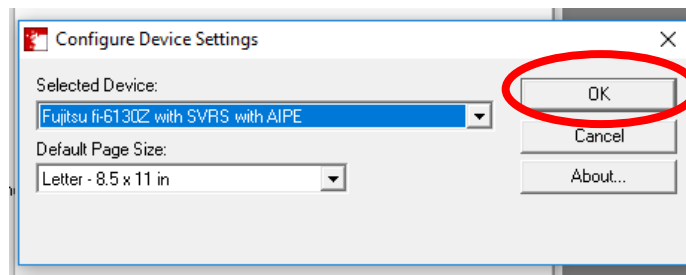 Configure Device Settings
Selected Device:
OK
Fujitsu fi-6130Z with SVRS with AIPE
Cancel
Default Page Size:
Letter - 8.5 x 11 in
About...